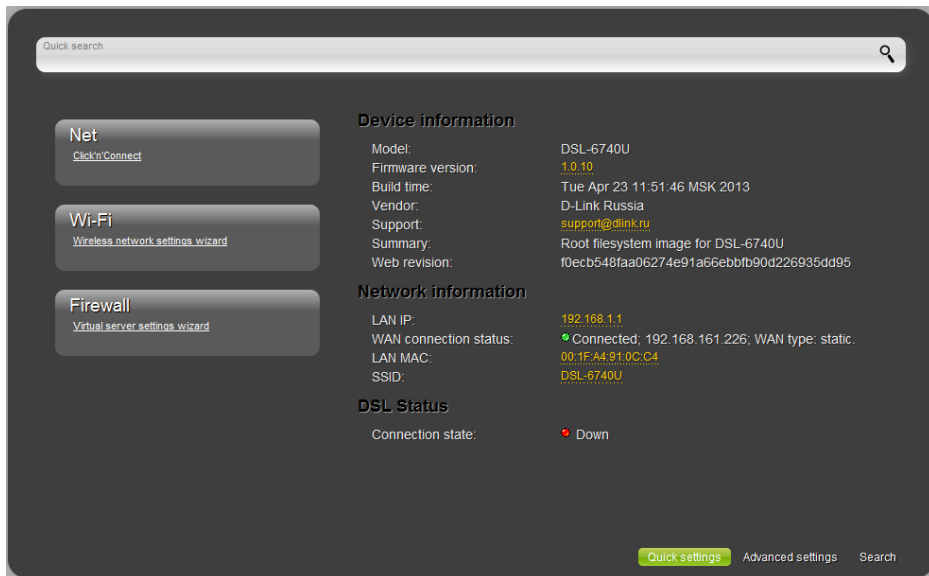 Quick search
Net
Click'n'Connect
Wi-Fi
Wireless network settings wizard
Firewall
Virtual server settings wizard
Device information
Model: DSL-6740U
Firmware version: 1.0.10
Build time: Tue Apr 23 11:51:46 MSK 2013
Vendor: D-Link Russia
Support: support@dlink.ru
Summary: Root filesystem image for DSL-6740U
Web revision: f0ecb548faa06274e91a66ebbfb90d226935dd95
Network information
LAN IP: 192.168.1.1
WAN connection status: Connected; 192.168.161.226; WAN type: static.
LAN MAC: 00:1F:A4:91:0C:C4
SSID: DSL-6740U
DSL Status
Connection state: Down
Quick settings Advanced settings Search